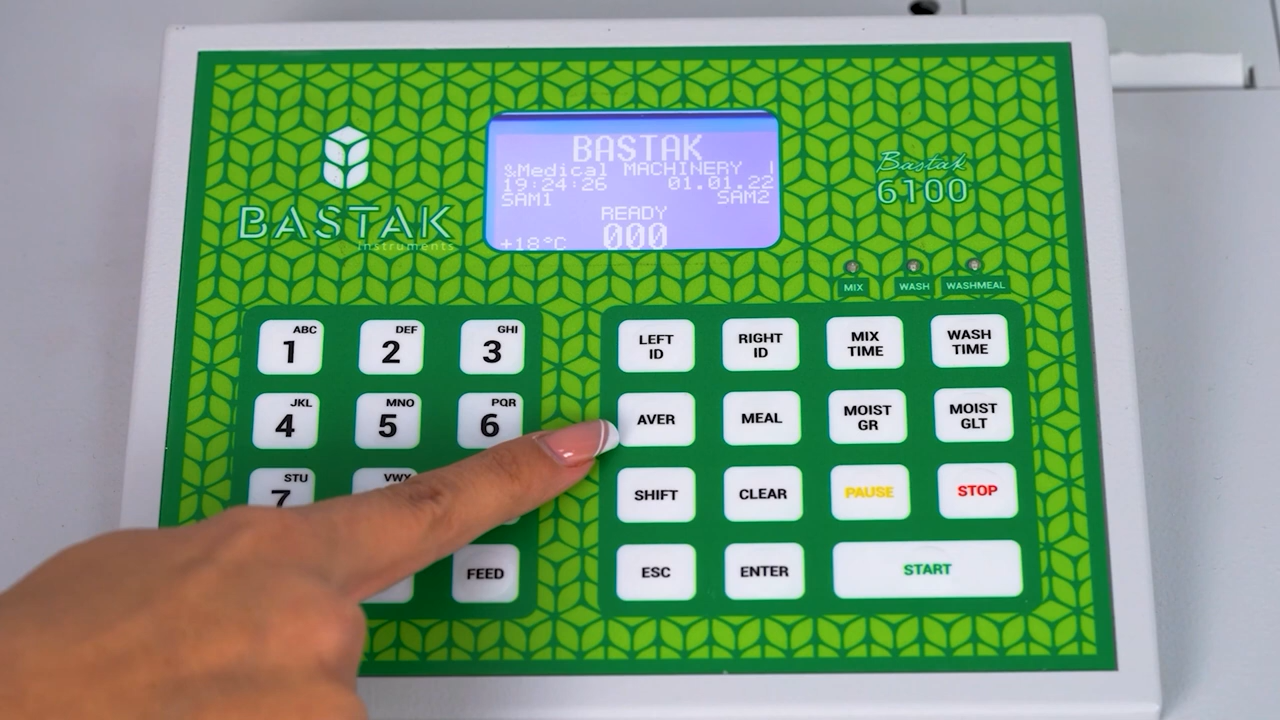 BASTAK
Instruments
BASTAK
&Medical MACHINERY
19:24:26 01.01.22
SAM1 SAM2
READY
+18°C 000
Bastak
6100
MIX WASH WASHMEAL
ABC DEF GHI
1 2 3
JKL MNO PQR
4 5 6
STU VWX
7
FEED
LEFT ID
RIGHT ID
MIX TIME
WASH TIME
AVER MEAL
MOIST GR
MOIST GLT
SHIFT CLEAR PAUSE STOP
ESC ENTER START